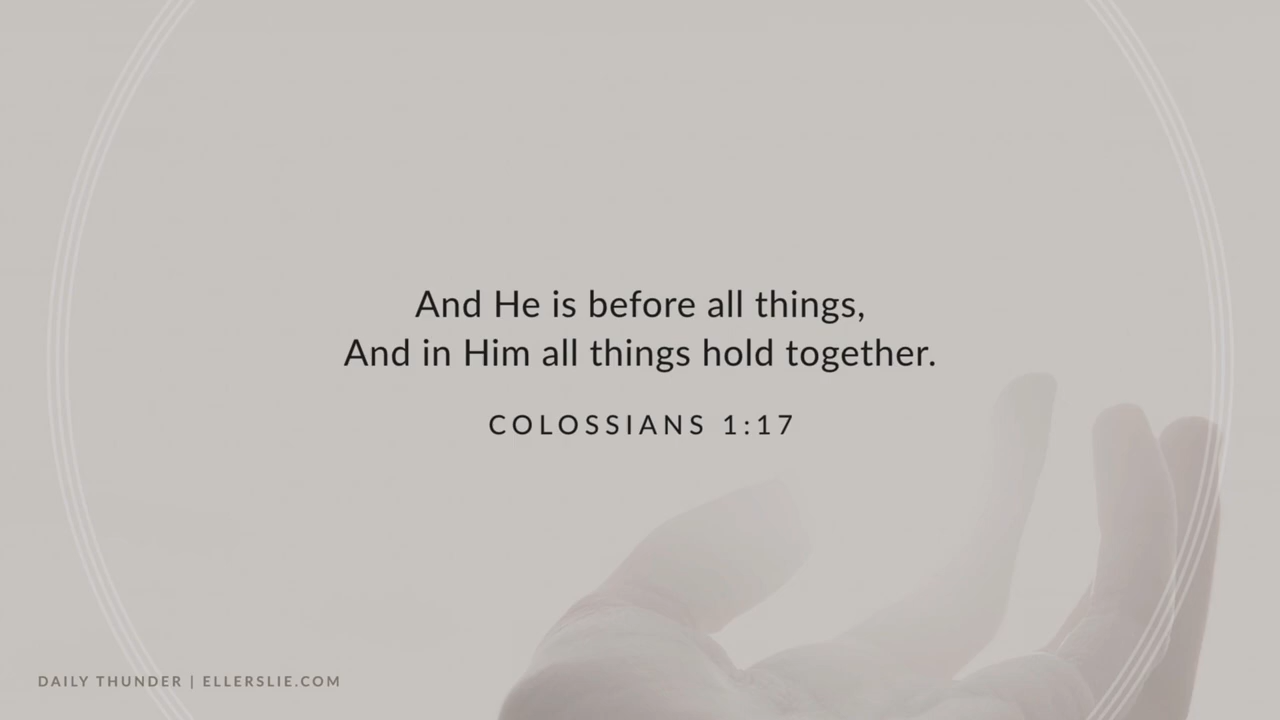 And He is before all things,
And in Him all things hold together.
COLOSSIANS 1:17
DAILY THUNDER | ELLERSLIE.COM